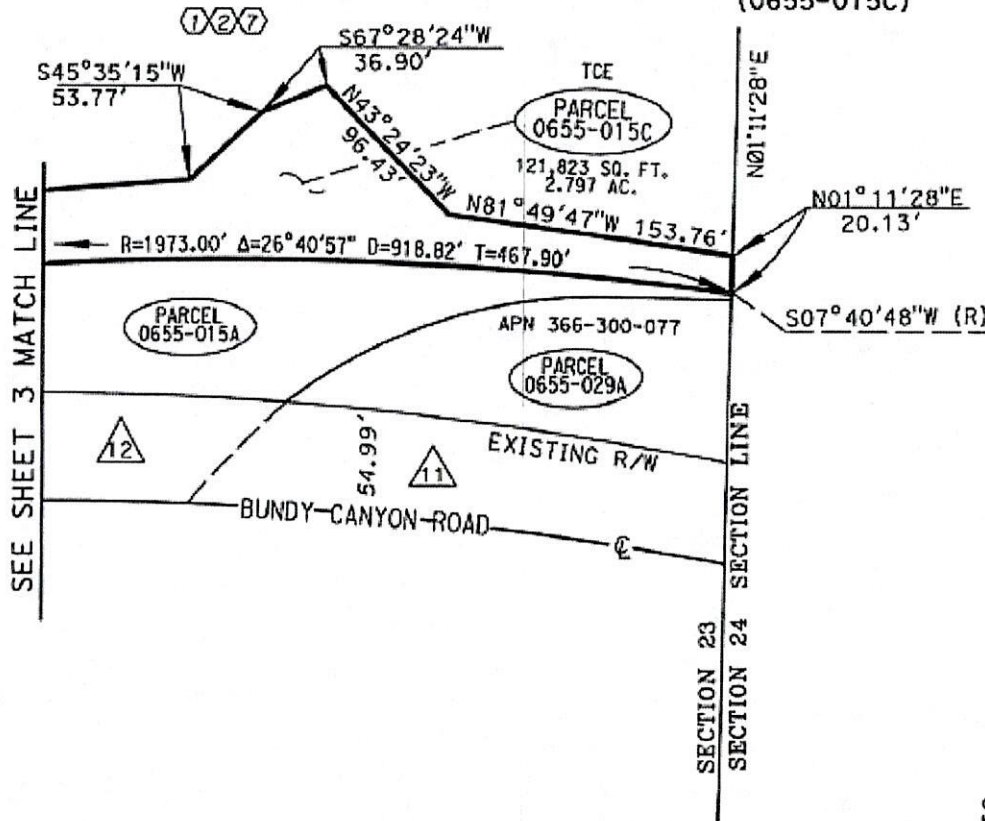 (0655-015C)
1 2 7
S67°28'24"W
36.90'
S45°35'15"W
53.77'
TCE
PARCEL
0655-015C
121,823 SQ. FT.
2.797 AC.
N01°11'28"E
N43°24'23"W
96.43'
N81°49'47"W 153.76'
N01°11'28"E
20.13'
R=1973.00' Δ=26°40'57" D=918.82' T=467.90'
S07°40'48"W (R)
SEE SHEET 3 MATCH LINE
PARCEL
0655-015A
APN 366-300-077
PARCEL
0655-029A
12
54.99'
11
EXISTING R/W
BUNDY CANYON ROAD
℄
SECTION LINE
SECTION 23
SECTION 24